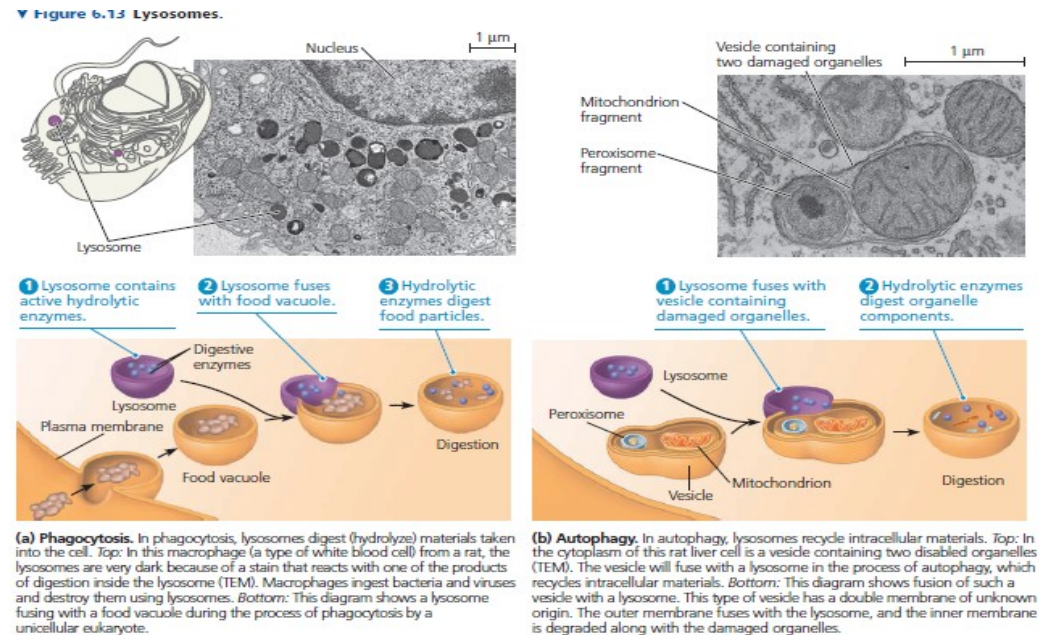 ▼ Figure 6.13 Lysosomes.
Nucleus
1 µm
Lysosome
Vesicle containing
two damaged organelles
1 µm
Mitochondrion
fragment
Peroxisome
fragment
1 Lysosome contains
active hydrolytic
enzymes.
2 Lysosome fuses
with food vacuole.
3 Hydrolytic
enzymes digest
food particles.
Digestive
enzymes
Lysosome
Plasma membrane
Food vacuole
Digestion
1 Lysosome fuses with
vesicle containing
damaged organelles.
2 Hydrolytic enzymes
digest organelle
components.
Lysosome
Peroxisome
Mitochondrion
Vesicle
Digestion
(a) Phagocytosis. In phagocytosis, lysosomes digest (hydrolyze) materials taken
into the cell. Top: In this macrophage (a type of white blood cell) from a rat, the
lysosomes are very dark because of a stain that reacts with one of the products
of digestion inside the lysosome (TEM). Macrophages ingest bacteria and viruses
and destroy them using lysosomes. Bottom: This diagram shows a lysosome
fusing with a food vacuole during the process of phagocytosis by a
unicellular eukaryote.
(b) Autophagy. In autophagy, lysosomes recycle intracellular materials. Top: In
the cytoplasm of this rat liver cell is a vesicle containing two disabled organelles
(TEM). The vesicle will fuse with a lysosome in the process of autophagy, which
recycles intracellular materials. Bottom: This diagram shows fusion of such a
vesicle with a lysosome. This type of vesicle has a double membrane of unknown
origin. The outer membrane fuses with the lysosome, and the inner membrane
is degraded along with the damaged organelles.